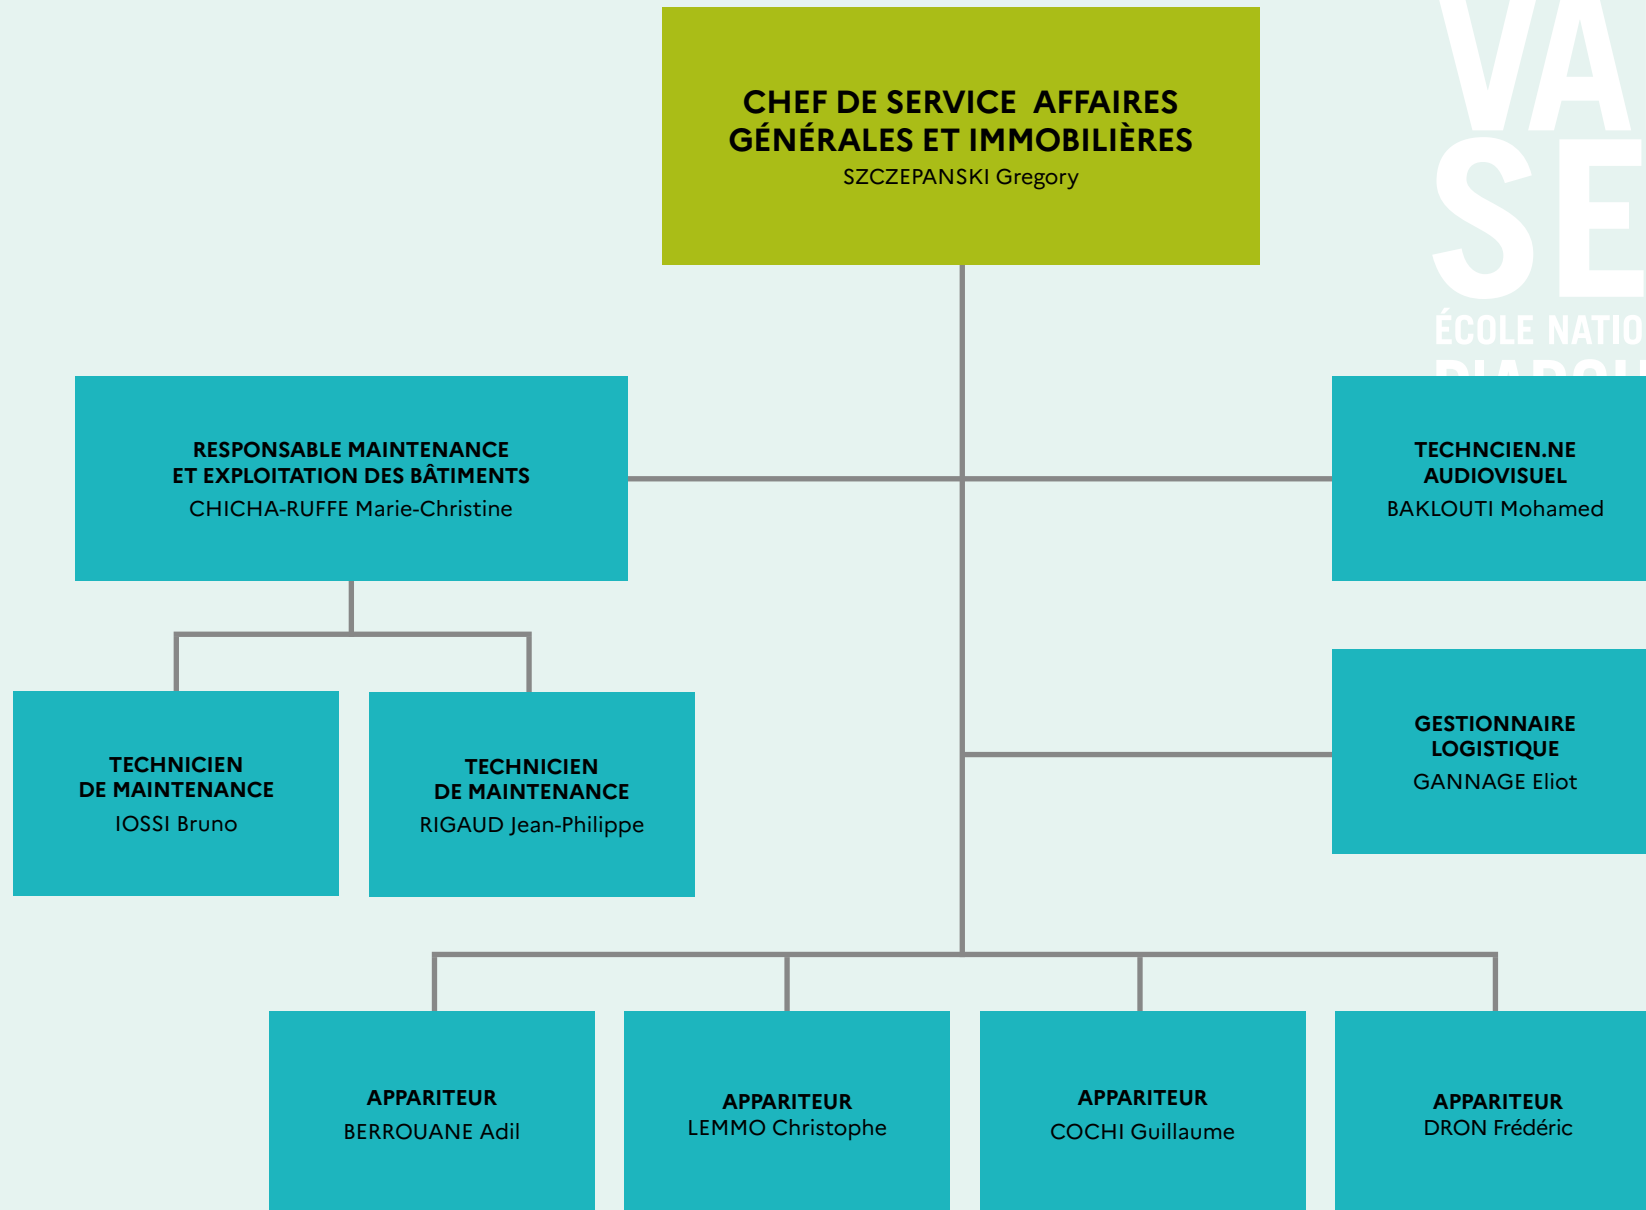 VA
SE
ÉCOLE NATIO
CHEF DE SERVICE AFFAIRES
GÉNÉRALES ET IMMOBILIÈRES
SZCZEPANSKI Gregory
RESPONSABLE MAINTENANCE
ET EXPLOITATION DES BÂTIMENTS
CHICHA-RUFFE Marie-Christine
TECHNCIEN.NE
AUDIOVISUEL
BAKLOUTI Mohamed
TECHNICIEN
DE MAINTENANCE
IOSSI Bruno
TECHNICIEN
DE MAINTENANCE
RIGAUD Jean-Philippe
GESTIONNAIRE
LOGISTIQUE
GANNAGE Eliot
APPARITEUR
BERROUANE Adil
APPARITEUR
LEMMO Christophe
APPARITEUR
COCHI Guillaume
APPARITEUR
DRON Frédéric